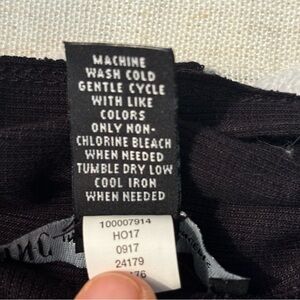 MACHINE
WASH COLD
GENTLE CYCLE
WITH LIKE
COLORS
ONLY NON-
CHLORINE BLEACH
WHEN NEEDED
TUMBLE DRY LOW
COOL IRON
WHEN NEEDED
100007914
HO17
0917
24179